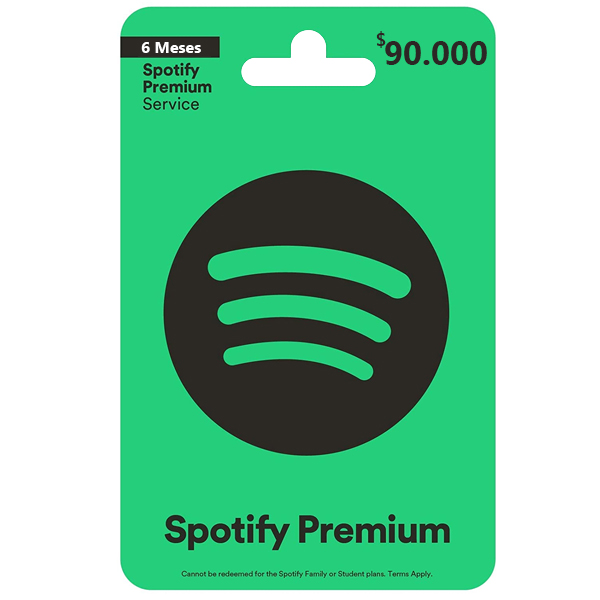 6 Meses
$90.000
Spotify
Premium
Service
Spotify Premium
Cannot be redeemed for the Spotify Family or Student plans. Terms Apply.